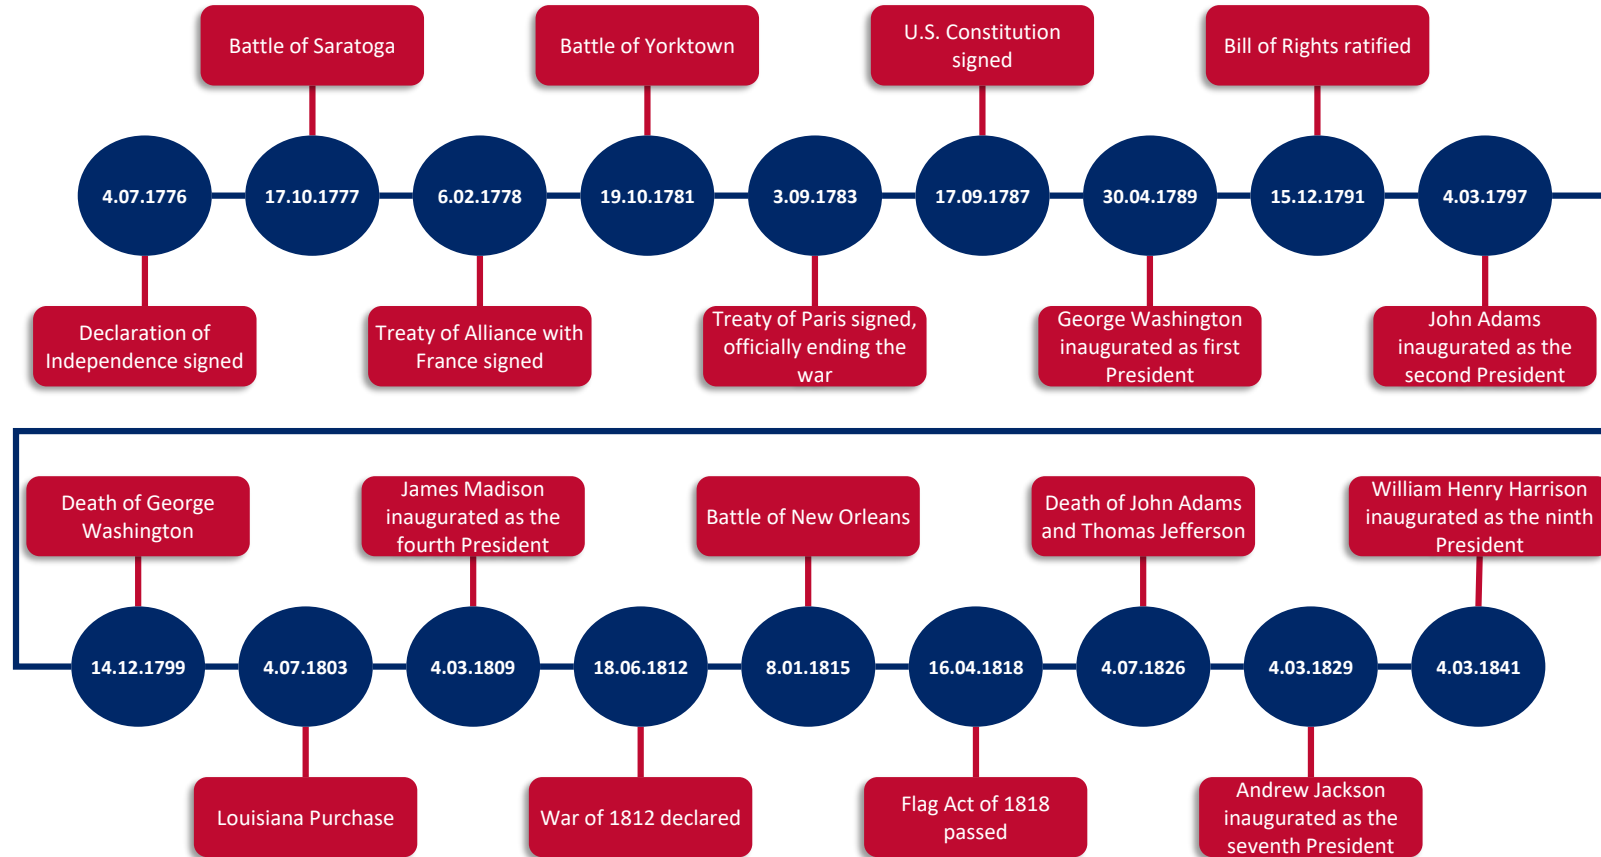 Battle of Saratoga
Battle of Yorktown
U.S. Constitution
signed
Bill of Rights ratified
4.07.1776
17.10.1777
6.02.1778
19.10.1781
3.09.1783
17.09.1787
30.04.1789
15.12.1791
4.03.1797
Declaration of
Independence signed
Treaty of Alliance with
France signed
Treaty of Paris signed,
officially ending the
war
George Washington
inaugurated as first
President
John Adams
inaugurated as the
second President
Death of George
Washington
James Madison
inaugurated as the
fourth President
Battle of New Orleans
Death of John Adams
and Thomas Jefferson
William Henry Harrison
inaugurated as the ninth
President
14.12.1799
4.07.1803
4.03.1809
18.06.1812
8.01.1815
16.04.1818
4.07.1826
4.03.1829
4.03.1841
Louisiana Purchase
War of 1812 declared
Flag Act of 1818
passed
Andrew Jackson
inaugurated as the
seventh President